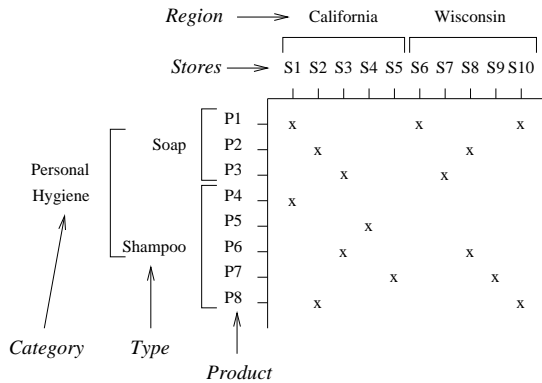 Region California Wisconsin
Stores S1 S2 S3 S4 S5 S6 S7 S8 S9 S10
P1 x x x
Soap P2 x x
Personal P3 x x
Hygiene P4 x
P5 x
Shampoo P6 x x
P7 x x
P8 x x
Category Type
Product